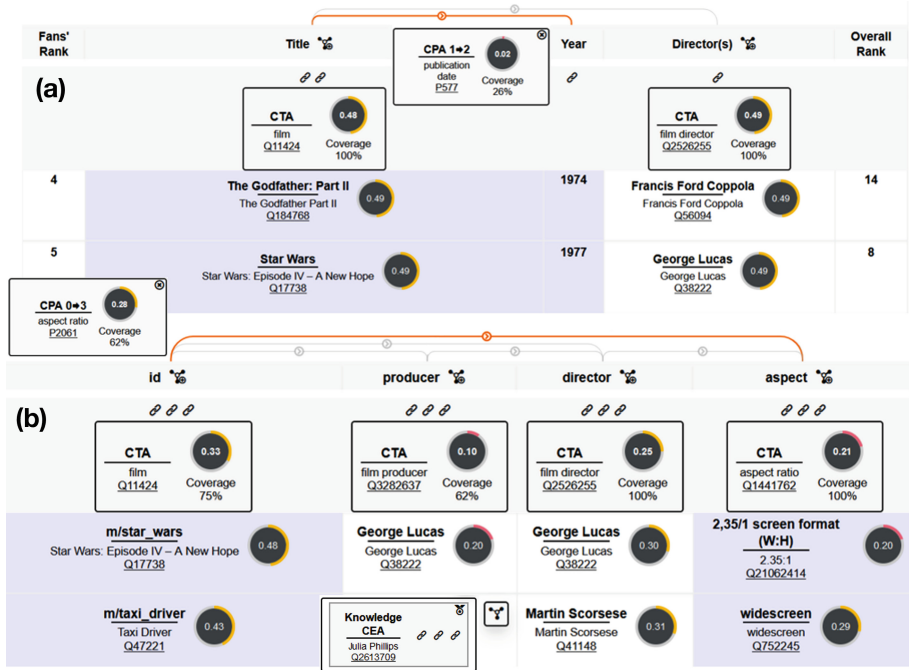 Fans' Rank
Title
Year
Director(s)
Overall Rank
CPA 1➔2
publication date
P577
0.02
Coverage
26%
(a)
CTA
film
Q11424
0.48
Coverage
100%
CTA
film director
Q2526255
0.49
Coverage
100%
4
The Godfather: Part II
The Godfather Part II
Q184768
0.49
1974
Francis Ford Coppola
Francis Ford Coppola
Q56094
0.49
14
5
Star Wars
Star Wars: Episode IV – A New Hope
Q17738
0.49
1977
George Lucas
George Lucas
Q38222
0.49
8
CPA 0➔3
aspect ratio
P2061
0.28
Coverage
62%
id
producer
director
aspect
(b)
CTA
film
Q11424
0.33
Coverage
75%
CTA
film producer
Q3282637
0.10
Coverage
62%
CTA
film director
Q2526255
0.25
Coverage
100%
CTA
aspect ratio
Q1441762
0.21
Coverage
100%
m/star_wars
Star Wars: Episode IV – A New Hope
Q17738
0.48
George Lucas
George Lucas
Q38222
0.20
George Lucas
George Lucas
Q38222
0.30
2,35/1 screen format
(W:H)
2.35:1
Q21062414
0.20
m/taxi_driver
Taxi Driver
Q47221
0.43
Knowledge
CEA
Julia Phillips
Q2613709
Martin Scorsese
Martin Scorsese
Q41148
0.31
widescreen
widescreen
Q752245
0.29